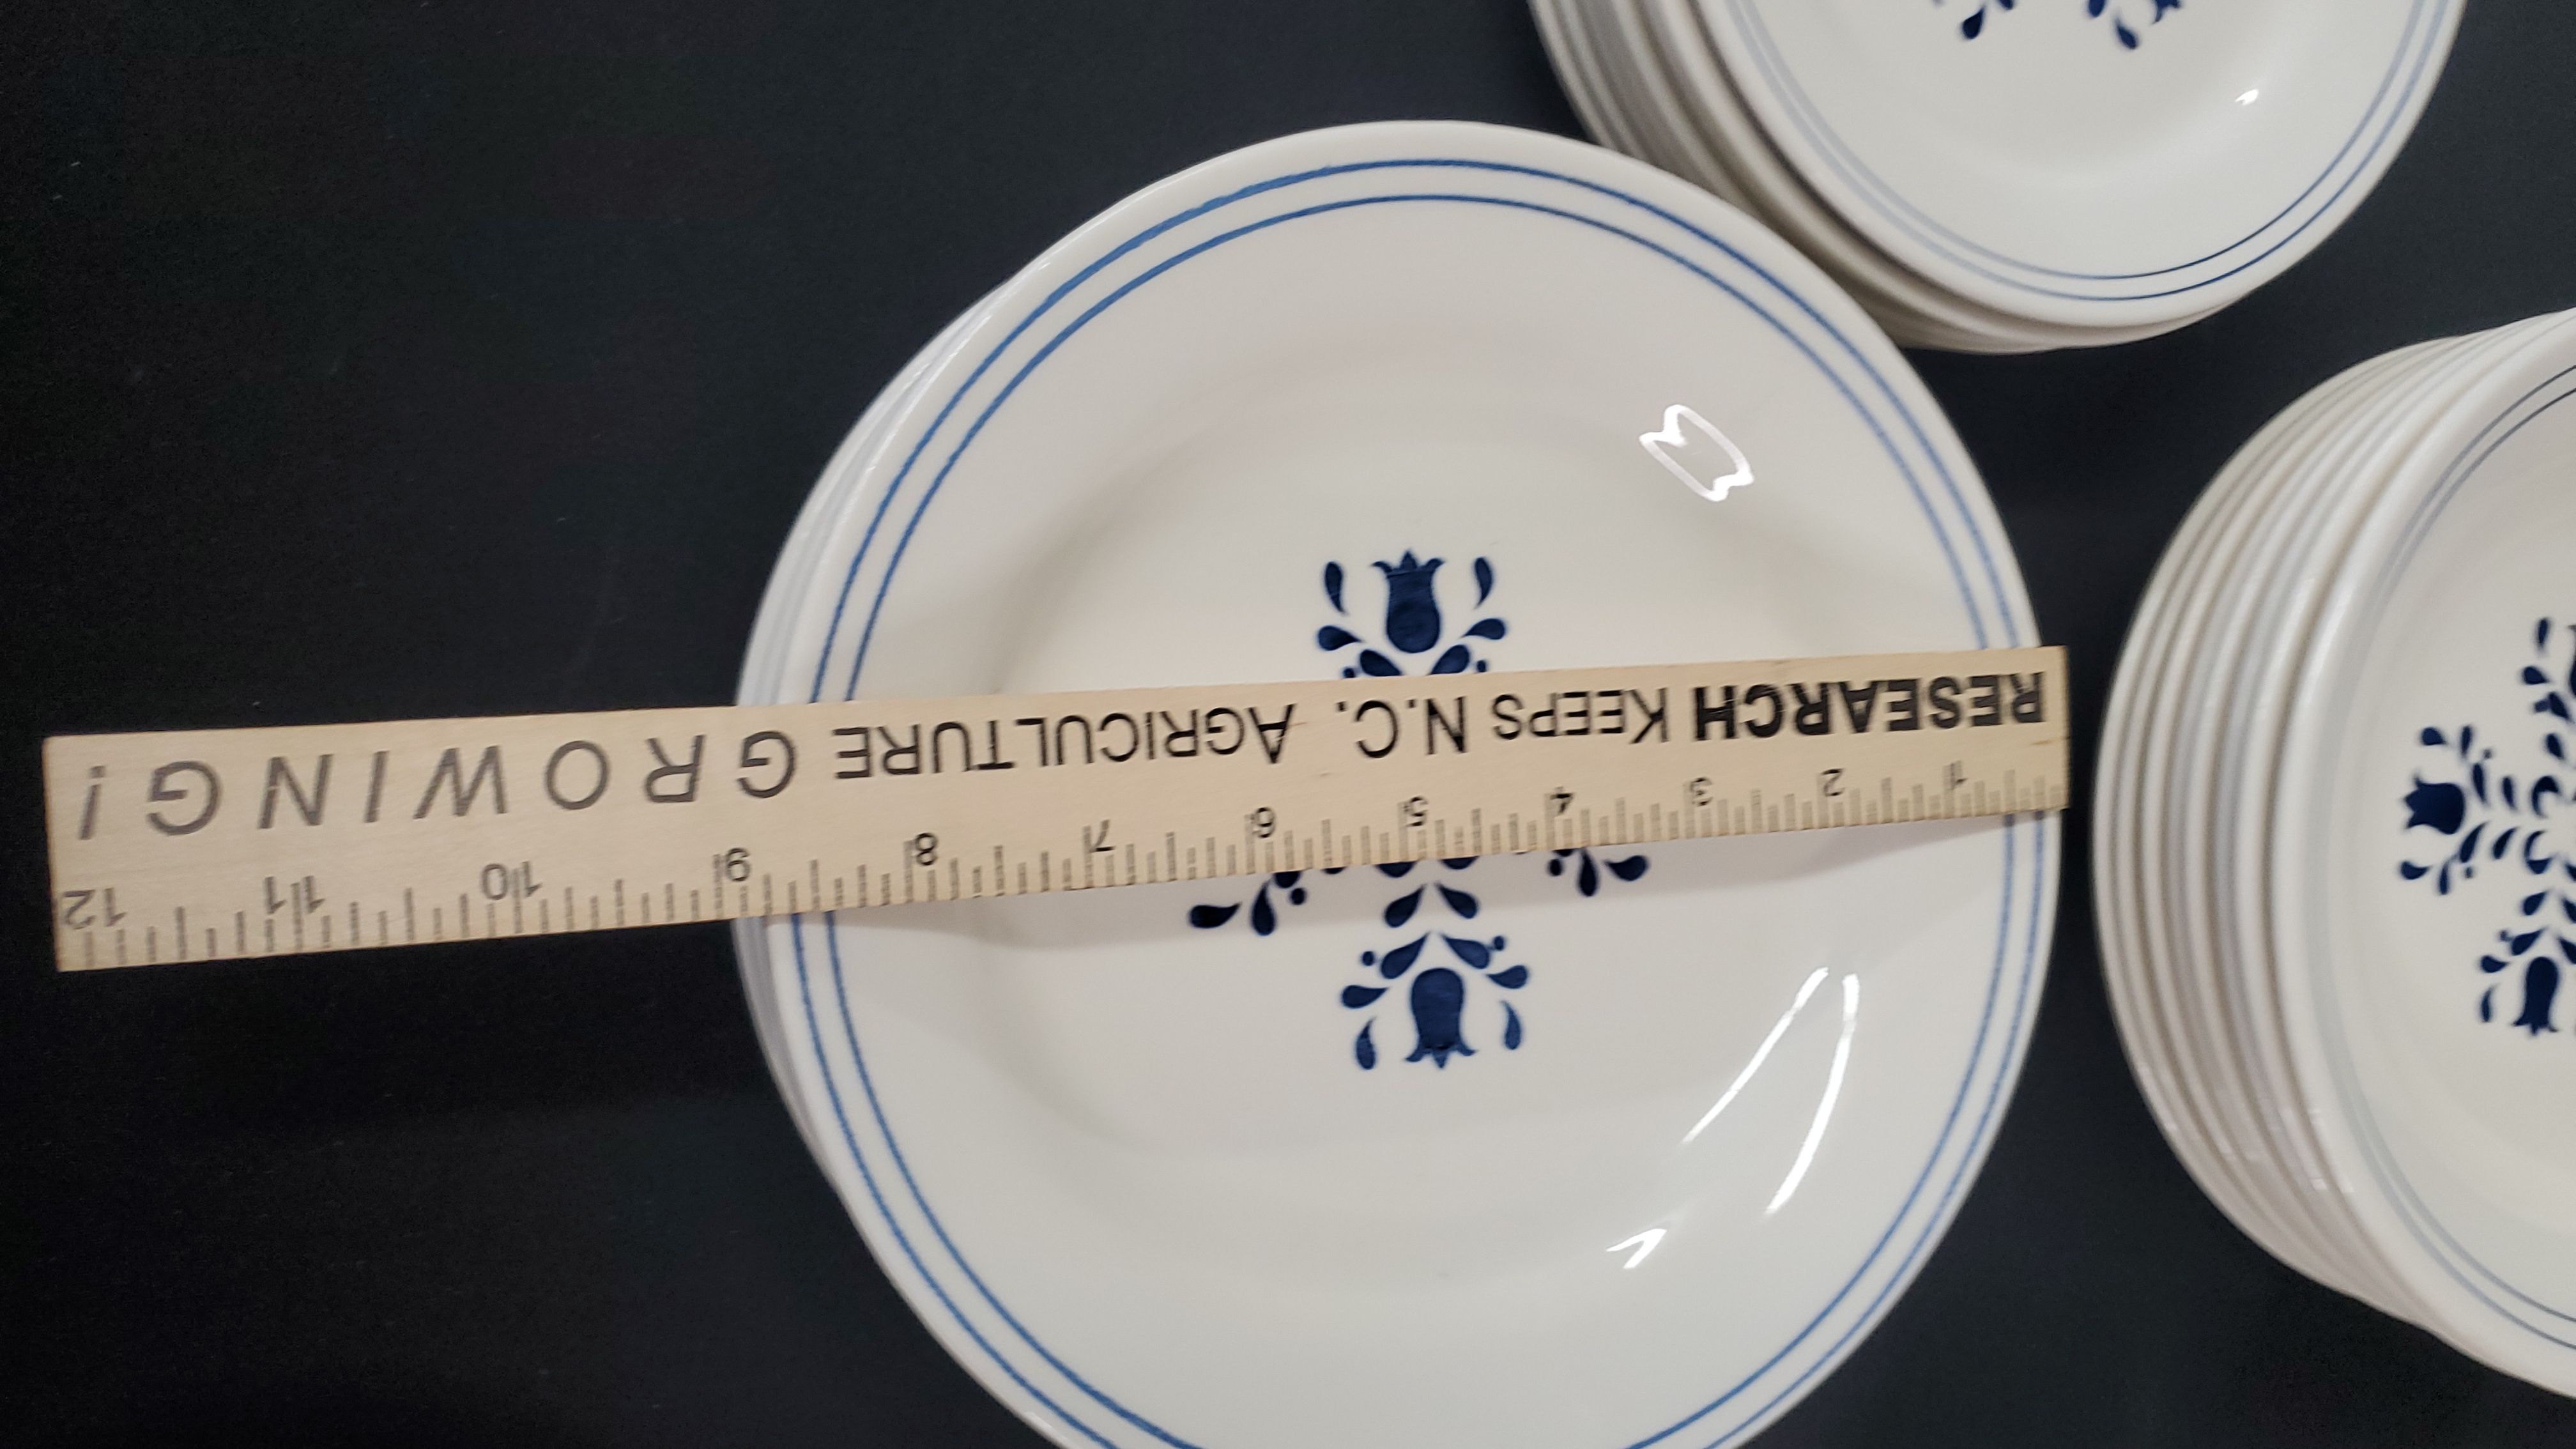 RESEARCH KEEPS N.C. AGRICULTURE GROWING!
1 2 3 4 5 6 7 8 9 10 11 12